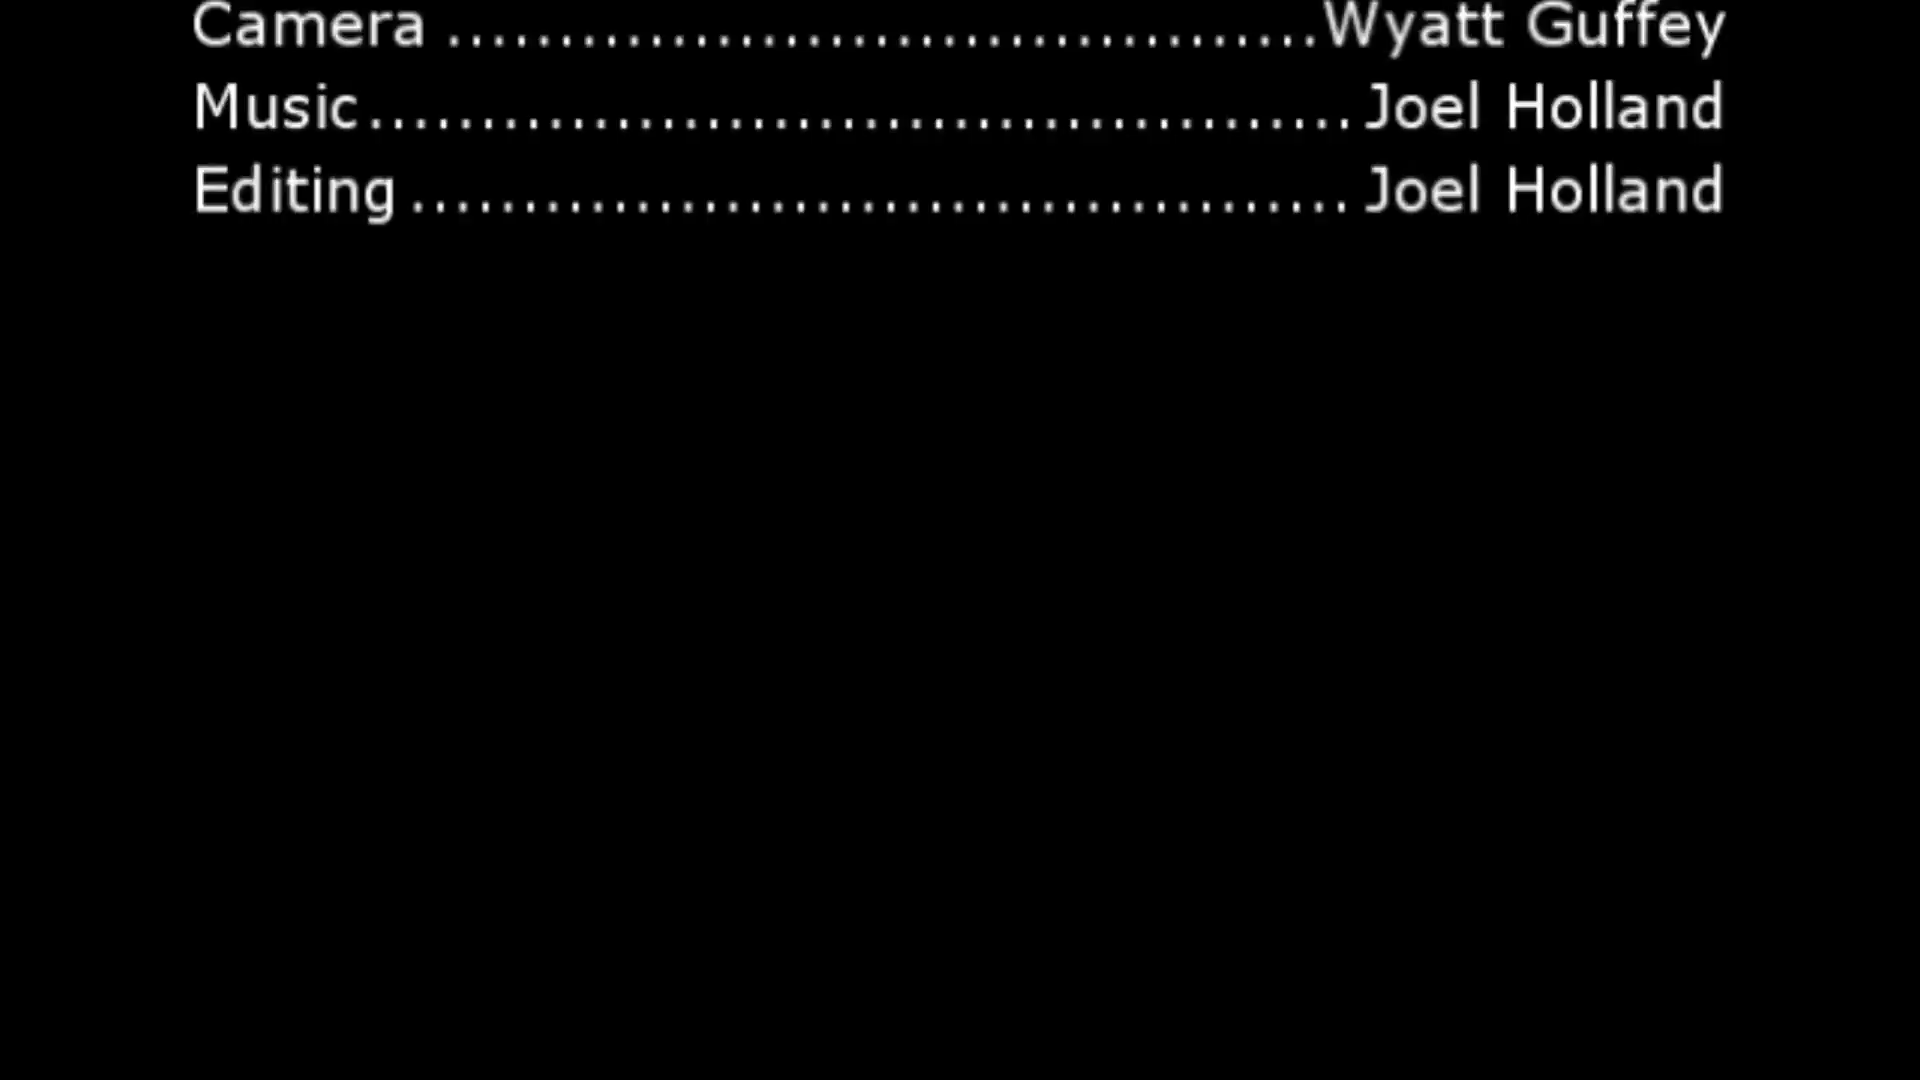 Camera .......................................Wyatt Guffey
Music............................................ Joel Holland
Editing .......................................... Joel Holland